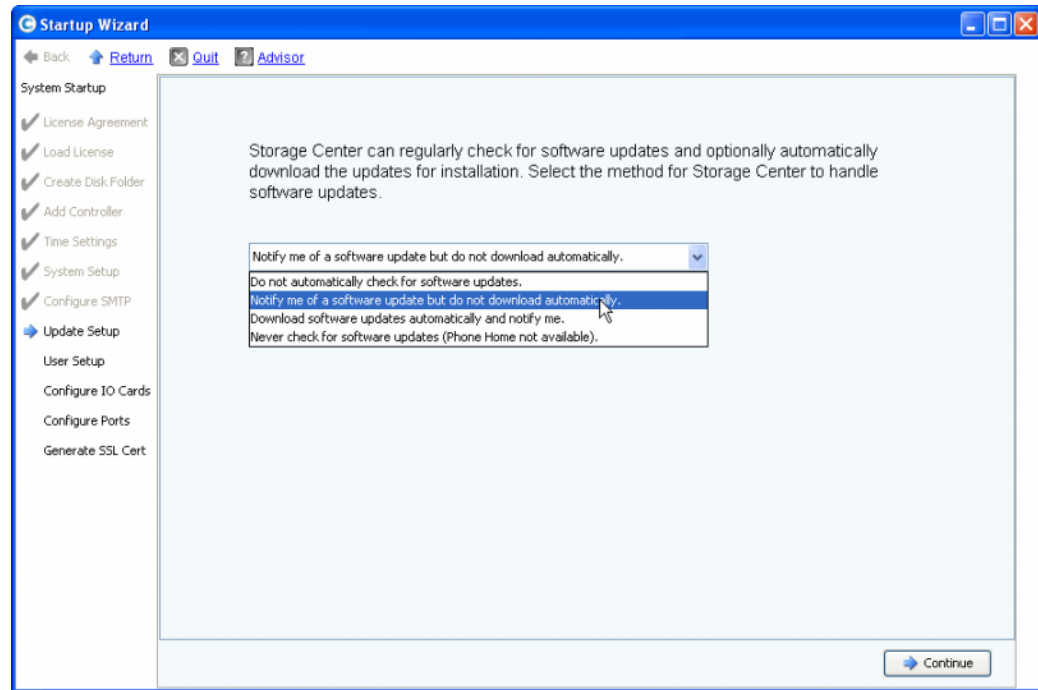 Startup Wizard
Back Return Quit Advisor
System Startup
License Agreement
Load License
Create Disk Folder
Add Controller
Time Settings
System Setup
Configure SMTP
Update Setup
User Setup
Configure IO Cards
Configure Ports
Generate SSL Cert
Storage Center can regularly check for software updates and optionally automatically
download the updates for installation. Select the method for Storage Center to handle
software updates.
Notify me of a software update but do not download automatically.
Do not automatically check for software updates.
Notify me of a software update but do not download automatically.
Download software updates automatically and notify me.
Never check for software updates (Phone Home not available).
Continue